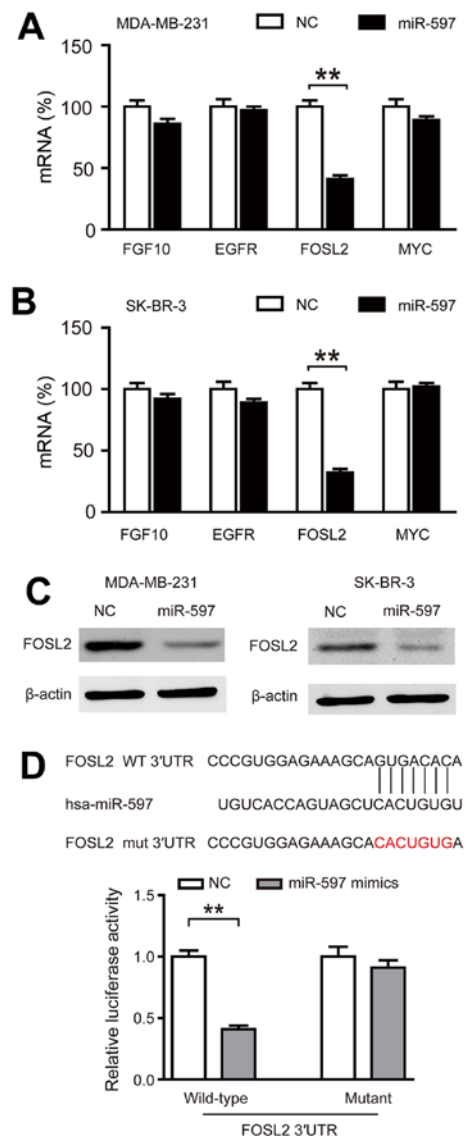 A
MDA-MB-231 NC miR-597
mRNA (%)
150
100
50
0
**
FGF10 EGFR FOSL2 MYC
B
SK-BR-3 NC miR-597
mRNA (%)
150
100
50
0
**
FGF10 EGFR FOSL2 MYC
C
MDA-MB-231 SK-BR-3
NC miR-597 NC miR-597
FOSL2 FOSL2
β-actin β-actin
D
FOSL2 WT 3'UTR CCCGUGGAGAAAGCAGUGACACA
hsa-miR-597 UGUCACCAGUAGCUCACUGUGU
FOSL2 mut 3'UTR CCCGUGGAGAAAGCACACUGUGA
NC miR-597 mimics
Relative luciferase activity
1.5
1.0
0.5
0.0
**
Wild-type Mutant
FOSL2 3'UTR